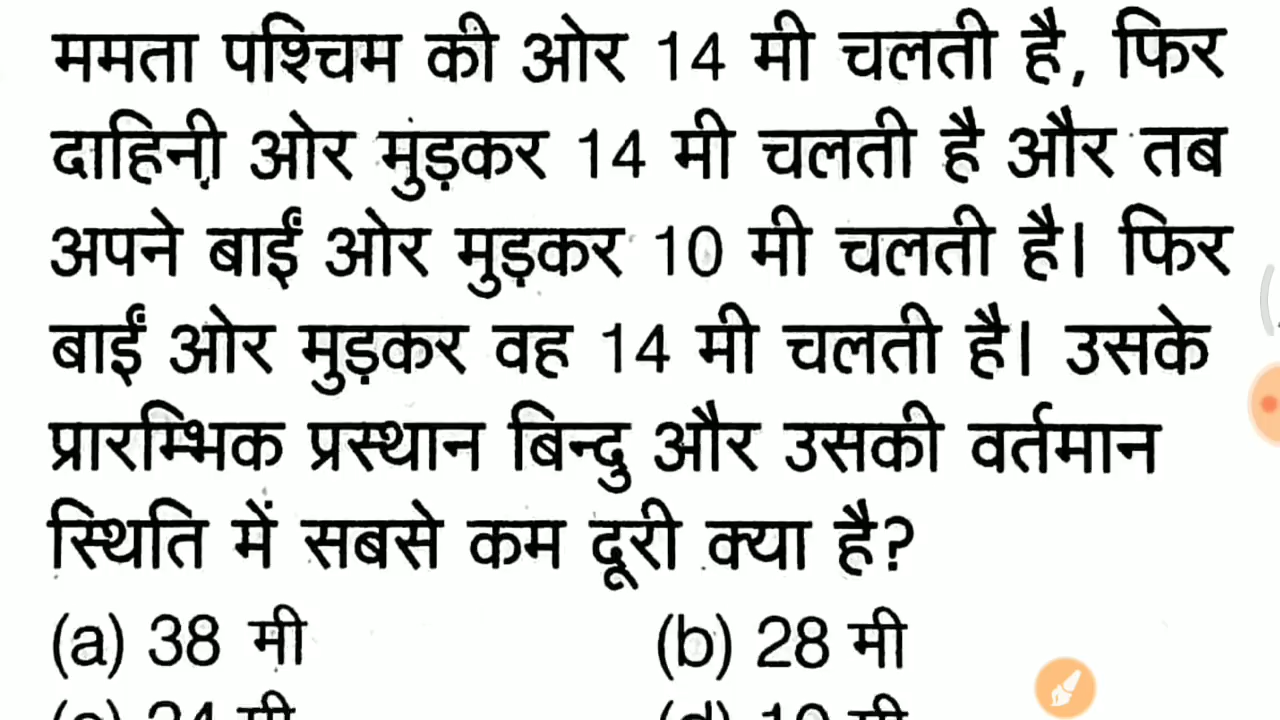 ममता पश्चिम की ओर 14 मी चलती है, फिर
दाहिनी ओर मुड़कर 14 मी चलती है और तब
अपने बाईं ओर मुड़कर 10 मी चलती है। फिर
बाईं ओर मुड़कर वह 14 मी चलती है। उसके
प्रारम्भिक प्रस्थान बिन्दु और उसकी वर्तमान
स्थिति में सबसे कम दूरी क्या है?
(a) 38 मी (b) 28 मी